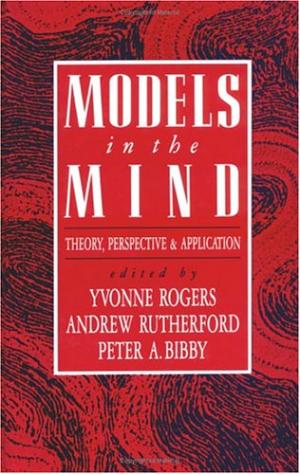 MODELS
in the
MIND
THEORY, PERSPECTIVE & APPLICATION
edited by
YVONNE ROGERS
ANDREW RUTHERFORD
PETER A. BIBBY